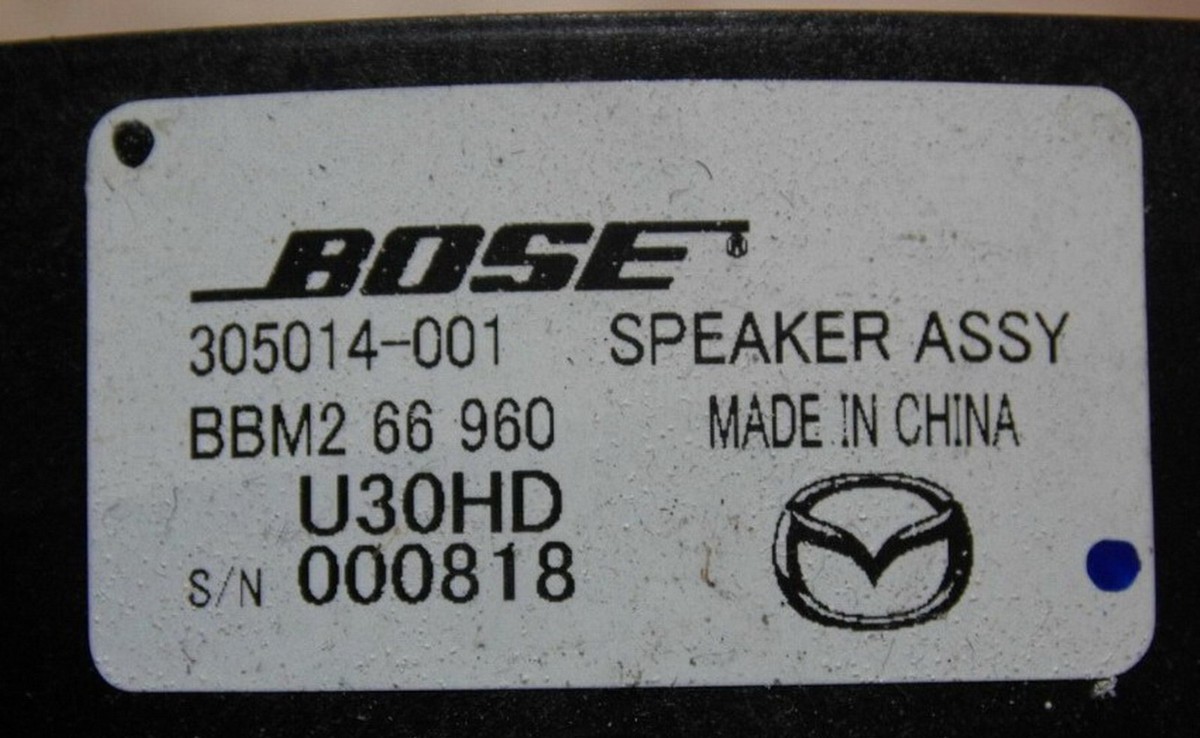 BOSE®
305014-001 SPEAKER ASSY
BBM2 66 960 MADE IN CHINA
U30HD
S/N 000818